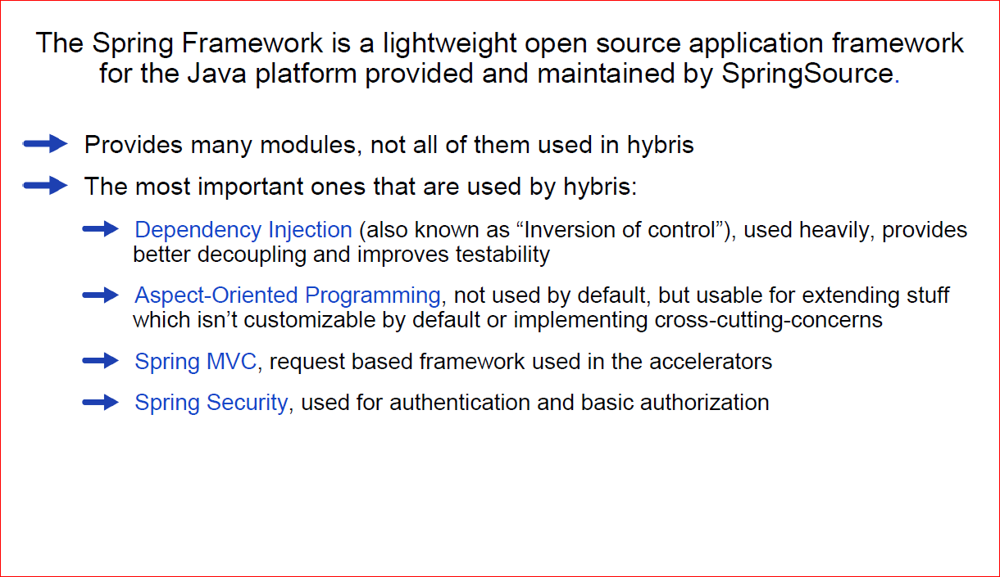 The Spring Framework is a lightweight open source application framework
for the Java platform provided and maintained by SpringSource.
Provides many modules, not all of them used in hybris
The most important ones that are used by hybris:
Dependency Injection (also known as “Inversion of control”), used heavily, provides
better decoupling and improves testability
Aspect-Oriented Programming, not used by default, but usable for extending stuff
which isn’t customizable by default or implementing cross-cutting-concerns
Spring MVC, request based framework used in the accelerators
Spring Security, used for authentication and basic authorization